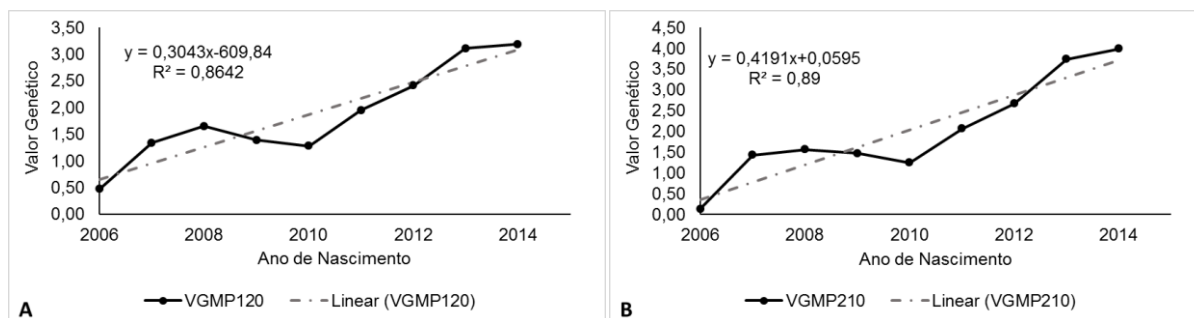 3,50
3,00
2,50
2,00
1,50
1,00
0,50
0,00
Valor Genético
y = 0,3043x-609,84
R² = 0,8642
2006 2008 2010 2012 2014
Ano de Nascimento
VGMP120 Linear (VGMP120)
A
4,50
4,00
3,50
3,00
2,50
2,00
1,50
1,00
0,50
0,00
Valor Genético
y = 0,4191x+0,0595
R² = 0,89
2006 2008 2010 2012 2014
Ano de Nascimento
VGMP210 Linear (VGMP210)
B